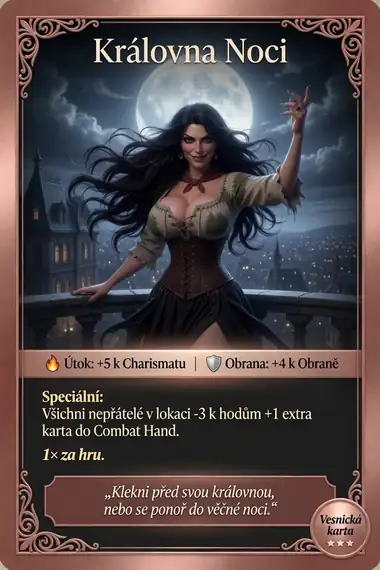 Královna Noci
Útok: +5 k Charismatu | Obrana: +4 k Obraně
Speciální:
Všichni nepřátelé v lokaci -3 k hodům +1 extra
karta do Combat Hand.
1× za hru.
„Klekni před svou královnou,
nebo se ponoř do věčné noci.“
Vesnická
karta